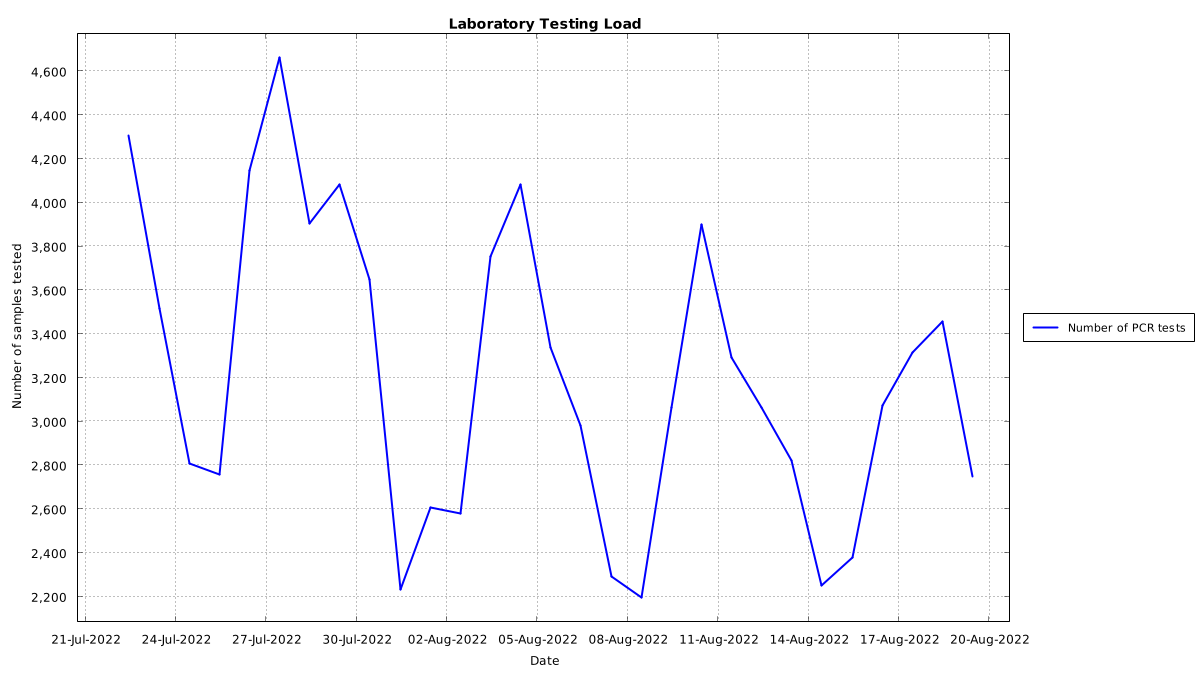 Laboratory Testing Load
4,600
4,400
4,200
4,000
3,800
3,600
3,400
3,200
3,000
2,800
2,600
2,400
2,200
Number of samples tested
21-Jul-2022 24-Jul-2022 27-Jul-2022 30-Jul-2022 02-Aug-2022 05-Aug-2022 08-Aug-2022 11-Aug-2022 14-Aug-2022 17-Aug-2022 20-Aug-2022
Date
Number of PCR tests